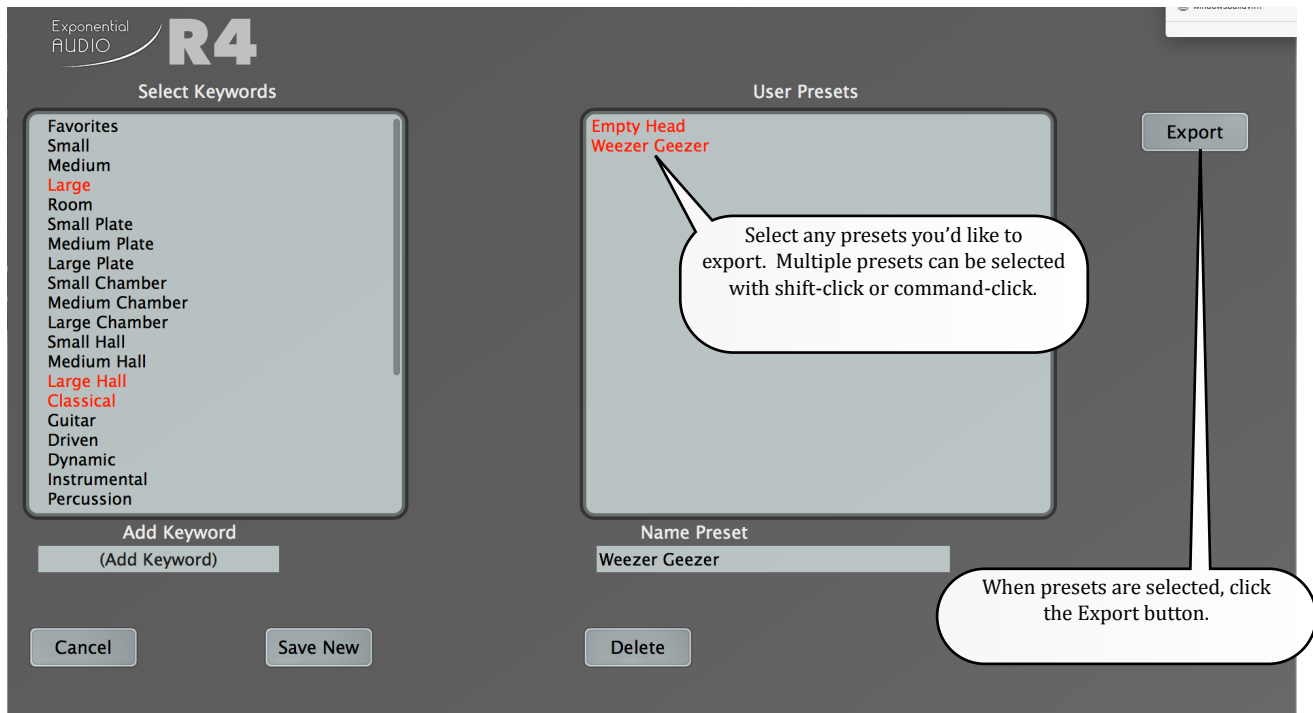 Exponential
AUDIO
R4
Select Keywords
Favorites
Small
Medium
Large
Room
Small Plate
Medium Plate
Large Plate
Small Chamber
Medium Chamber
Large Chamber
Small Hall
Medium Hall
Large Hall
Classical
Guitar
Driven
Dynamic
Instrumental
Percussion
Add Keyword
(Add Keyword)
Cancel
Save New
User Presets
Empty Head
Weezer Geezer
Select any presets you’d like to
export.  Multiple presets can be selected
with shift-click or command-click.
Name Preset
Weezer Geezer
Delete
Export
When presets are selected, click
the Export button.